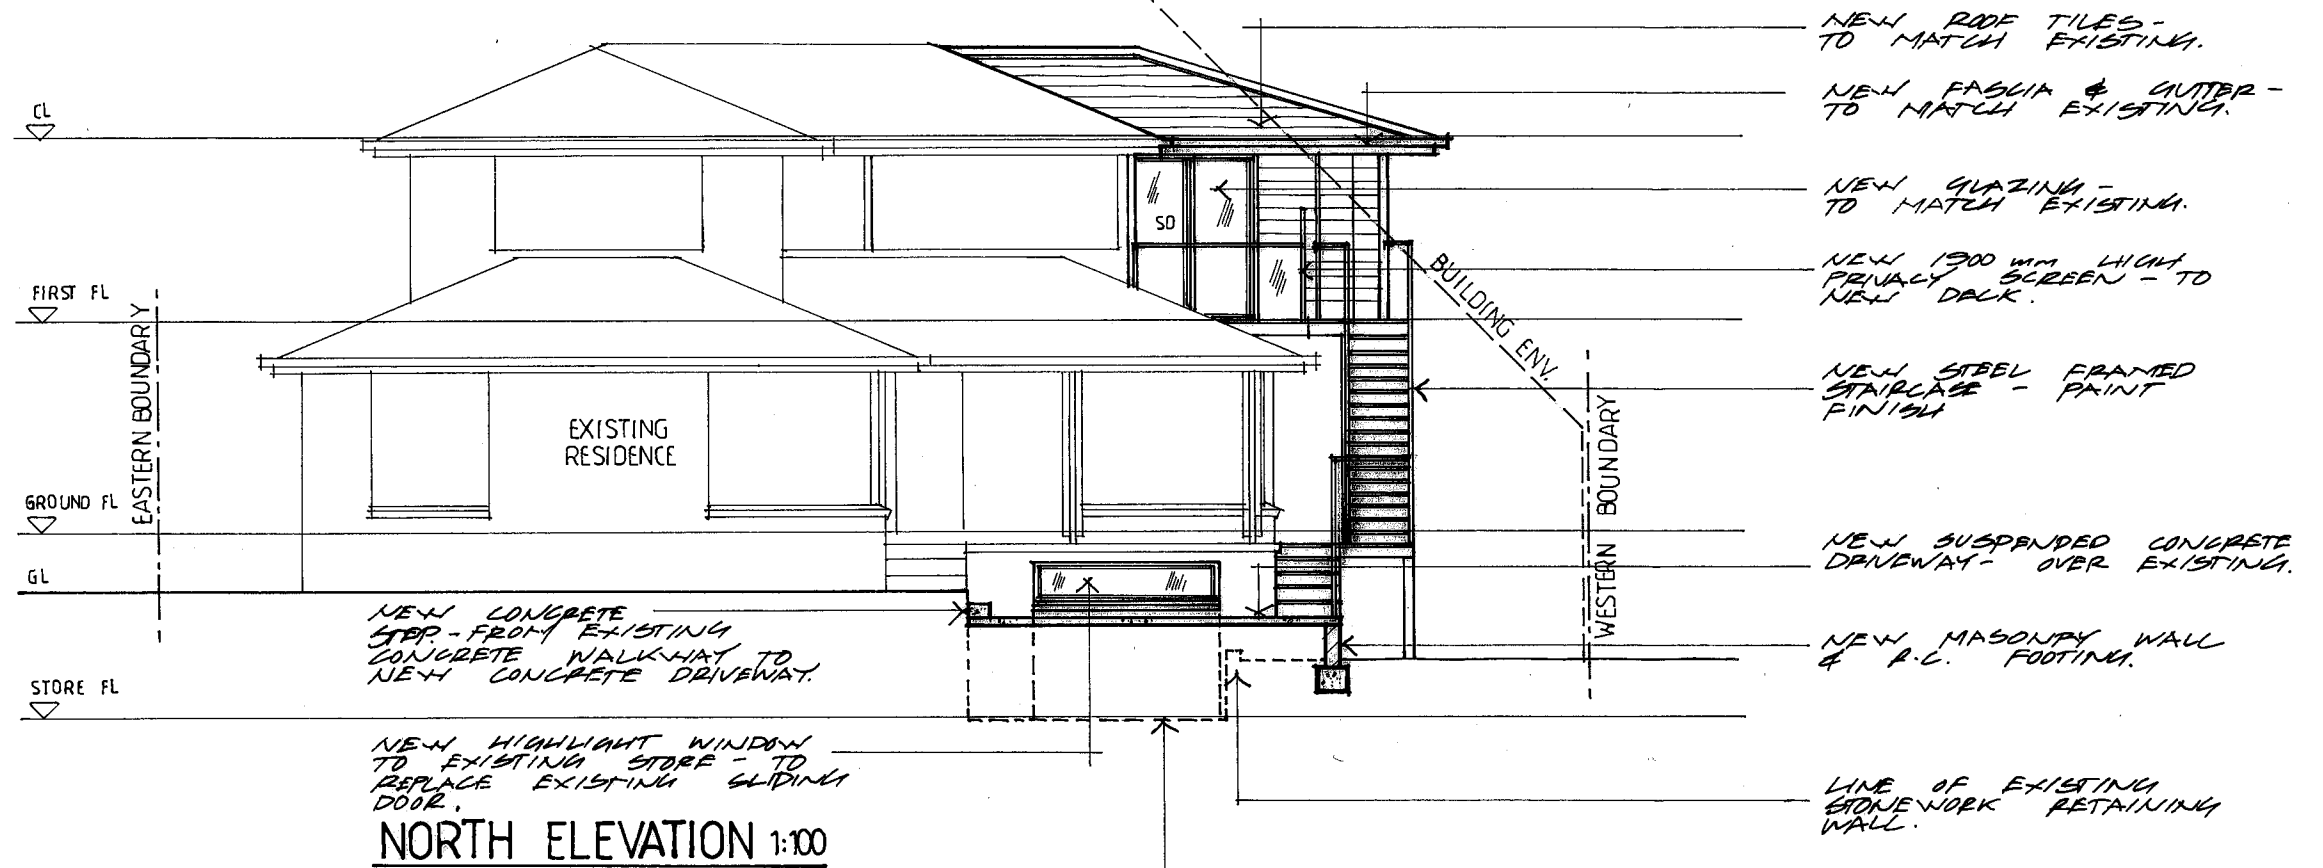 NEW ROOF TILES -
TO MATCH EXISTING.
NEW FASCIA & GUTTER -
TO MATCH EXISTING.
NEW GLAZING -
TO MATCH EXISTING.
NEW 1900 mm HIGH
PRIVACY SCREEN - TO
NEW DECK.
NEW STEEL FRAMED
STAIRCASE - PAINT
FINISH
NEW SUSPENDED CONCRETE
DRIVEWAY - OVER EXISTING.
NEW MASONRY WALL
& R.C. FOOTING.
LINE OF EXISTING
STONEWORK RETAINING
WALL.
CL
FIRST FL
GROUND FL
GL
STORE FL
EASTERN BOUNDARY
EXISTING
RESIDENCE
SD
BUILDING ENV.
WESTERN BOUNDARY
NEW CONCRETE
STEP - FROM EXISTING
CONCRETE WALKWAY TO
NEW CONCRETE DRIVEWAY.
NEW HIGHLIGHT WINDOW
TO EXISTING STORE - TO
REPLACE EXISTING SLIDING
DOOR.
NORTH ELEVATION 1:100